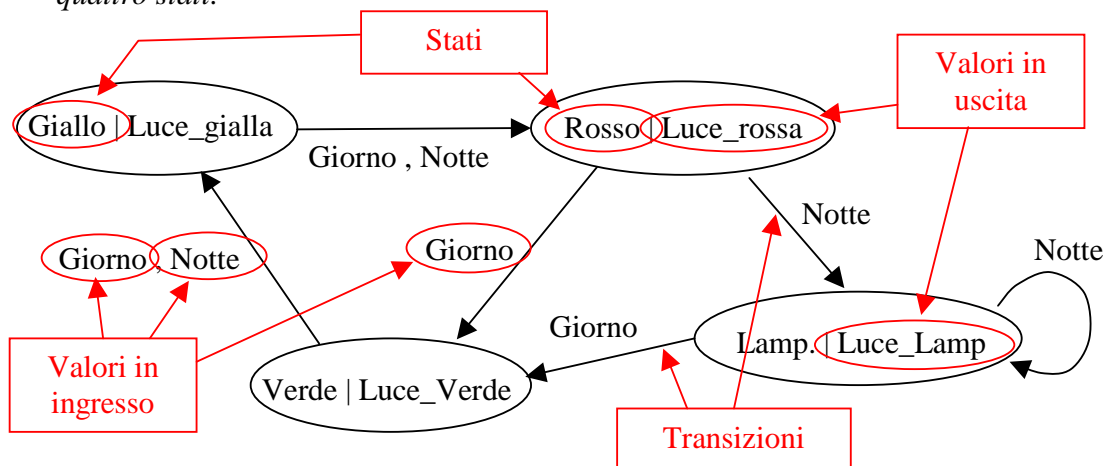 quattro stati.
Stati
Valori in
uscita
Giallo | Luce_gialla
Rosso | Luce_rossa
Giorno , Notte
Notte
Giorno , Notte
Giorno
Notte
Giorno
Lamp. | Luce_Lamp
Valori in
ingresso
Verde | Luce_Verde
Transizioni